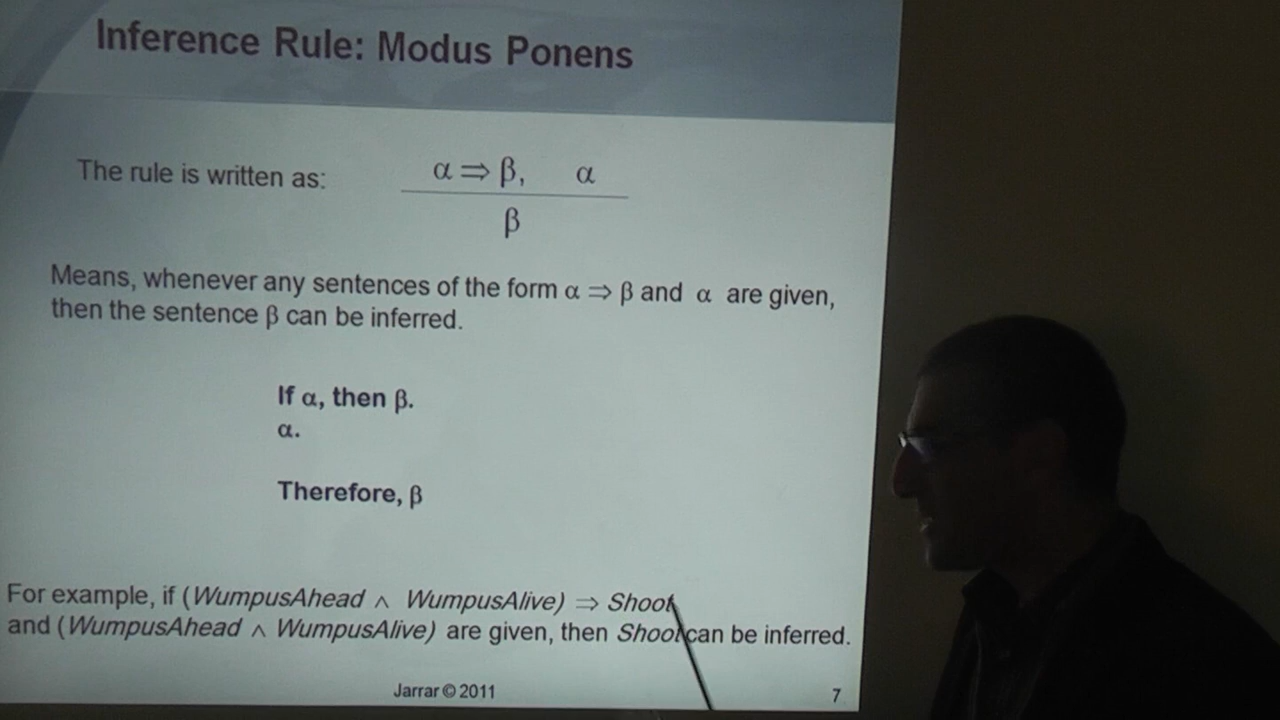 Inference Rule: Modus Ponens
The rule is written as:
α ⇒ β, α
β
Means, whenever any sentences of the form α ⇒ β and α are given,
then the sentence β can be inferred.
If α, then β.
α.
Therefore, β
For example, if (WumpusAhead ∧ WumpusAlive) ⇒ Shoot
and (WumpusAhead ∧ WumpusAlive) are given, then Shoot can be inferred.
Jarrar © 2011
7